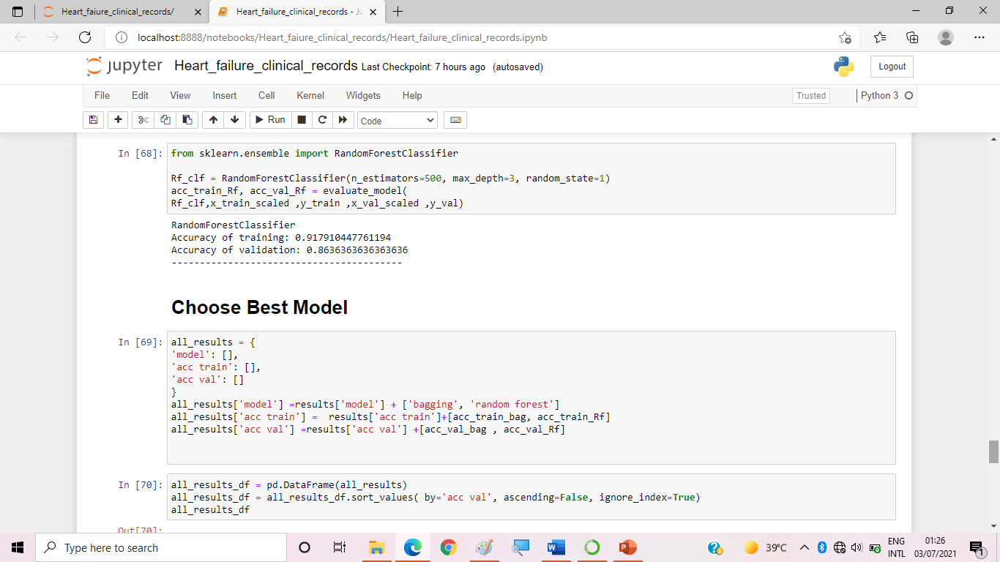 Heart_faiure_clinical_records/
Heart_failure_clinical_records - Ju
localhost:8888/notebooks/Heart_faiure_clinical_records/Heart_failure_clinical_records.ipynb
jupyter Heart_failure_clinical_records Last Checkpoint: 7 hours ago (autosaved)
Logout
File Edit View Insert Cell Kernel Widgets Help
Trusted
Python 3
Run
Code
In [68]:
from sklearn.ensemble import RandomForestClassifier
Rf_clf = RandomForestClassifier(n_estimators=500, max_depth=3, random_state=1)
acc_train_Rf, acc_val_Rf = evaluate_model(
Rf_clf,x_train_scaled ,y_train ,x_val_scaled ,y_val)
RandomForestClassifier
Accuracy of training: 0.917910447761194
Accuracy of validation: 0.8636363636363636
-----------------------------------------
Choose Best Model
In [69]:
all_results = {
'model': [],
'acc train': [],
'acc val': []
}
all_results['model'] =results['model'] + ['bagging', 'random forest']
all_results['acc train'] =  results['acc train']+[acc_train_bag, acc_train_Rf]
all_results['acc val'] =results['acc val'] +[acc_val_bag , acc_val_Rf]
In [70]:
all_results_df = pd.DataFrame(all_results)
all_results_df = all_results_df.sort_values( by='acc val', ascending=False, ignore_index=True)
all_results_df
Out[70]:
Type here to search
39°C
ENG
INTL
01:26
03/07/2021
1